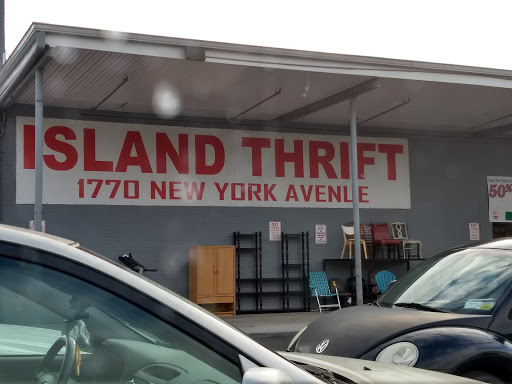 ISLAND THRIFT
1770 NEW YORK AVENUE
50%